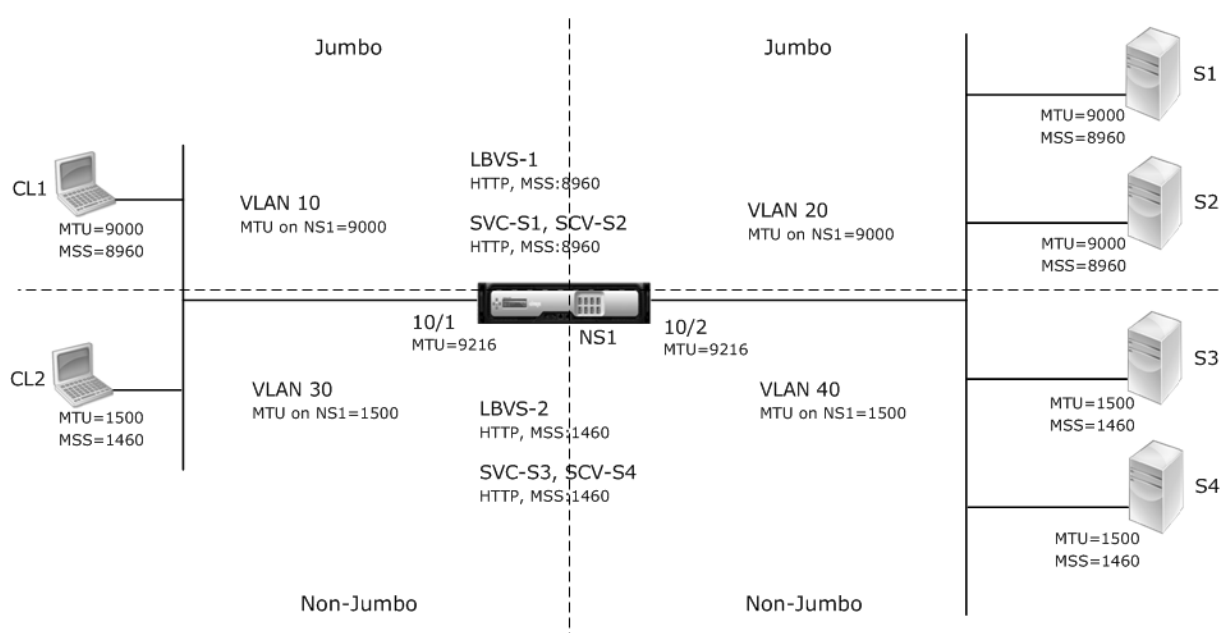 Jumbo
Jumbo
S1
MTU=9000
MSS=8960
CL1
MTU=9000
MSS=8960
VLAN 10
MTU on NS1=9000
LBVS-1
HTTP, MSS:8960
SVC-S1, SCV-S2
HTTP, MSS:8960
VLAN 20
MTU on NS1=9000
S2
MTU=9000
MSS=8960
10/1
MTU=9216
NS1
10/2
MTU=9216
CL2
MTU=1500
MSS=1460
VLAN 30
MTU on NS1=1500
LBVS-2
HTTP, MSS:1460
SVC-S3, SCV-S4
HTTP, MSS:1460
VLAN 40
MTU on NS1=1500
S3
MTU=1500
MSS=1460
S4
MTU=1500
MSS=1460
Non-Jumbo
Non-Jumbo